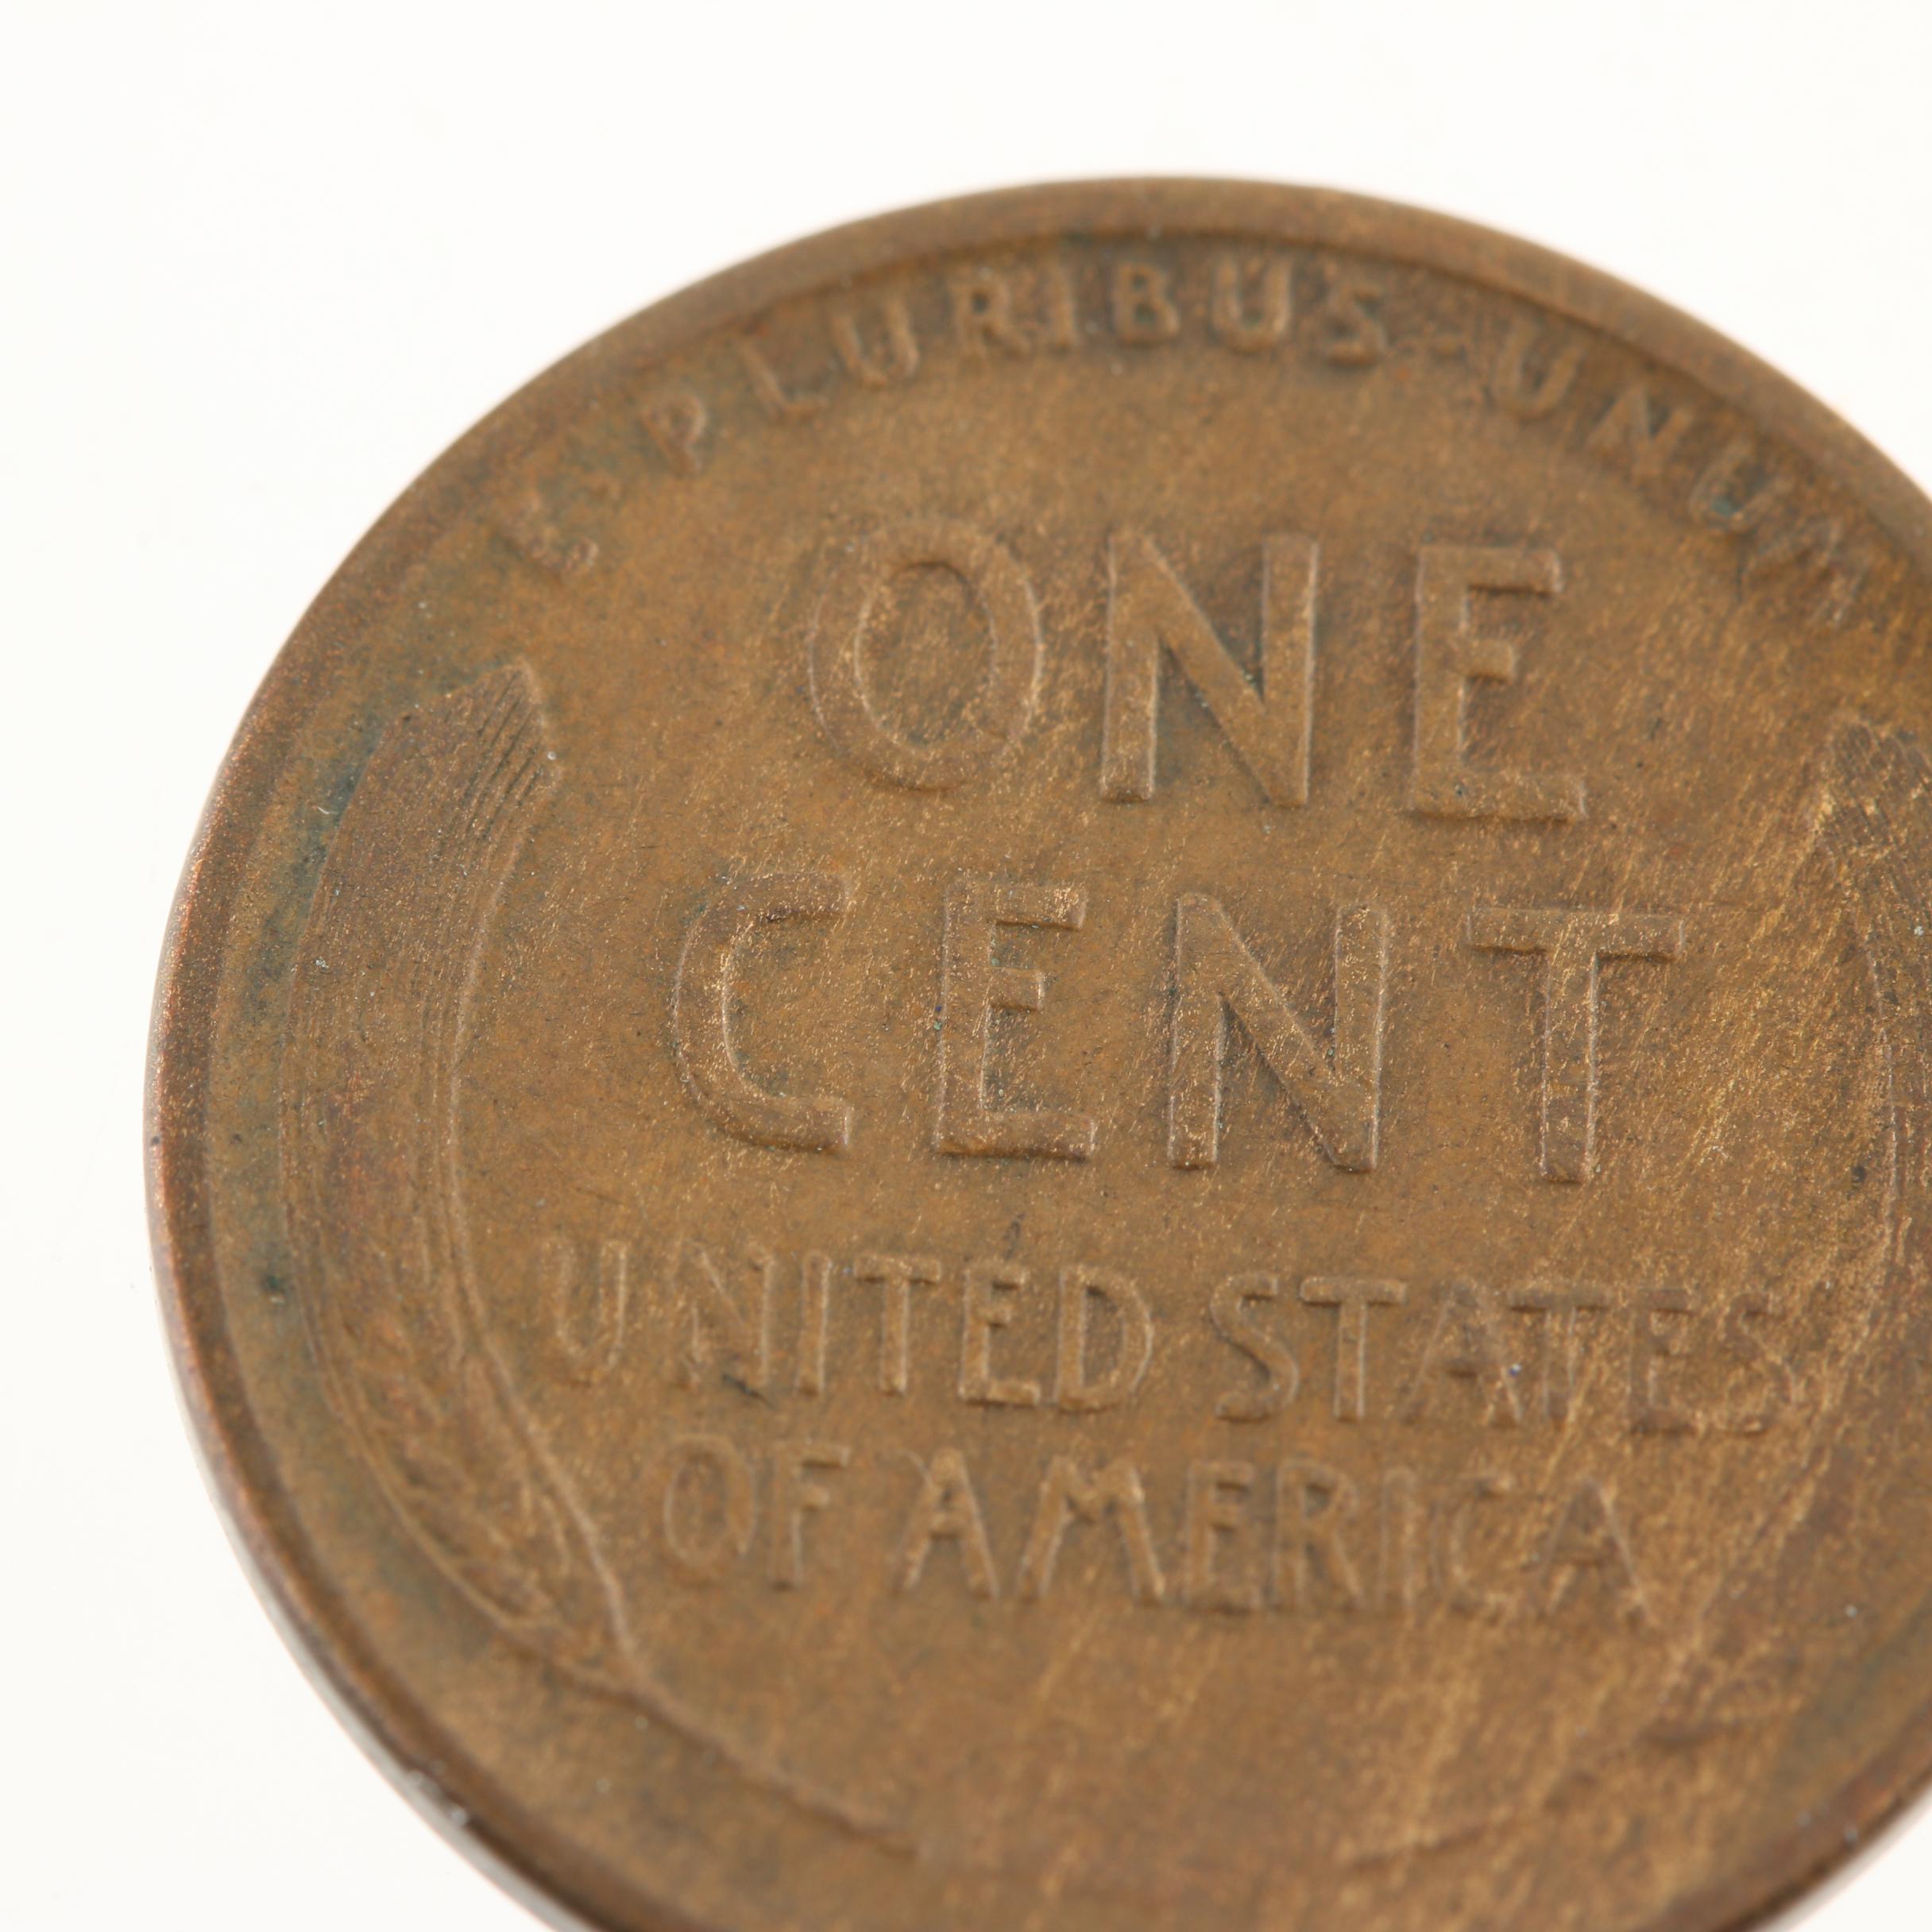 E · PLURIBUS · UNUM
ONE
CENT
UNITED STATES
OF AMERICA